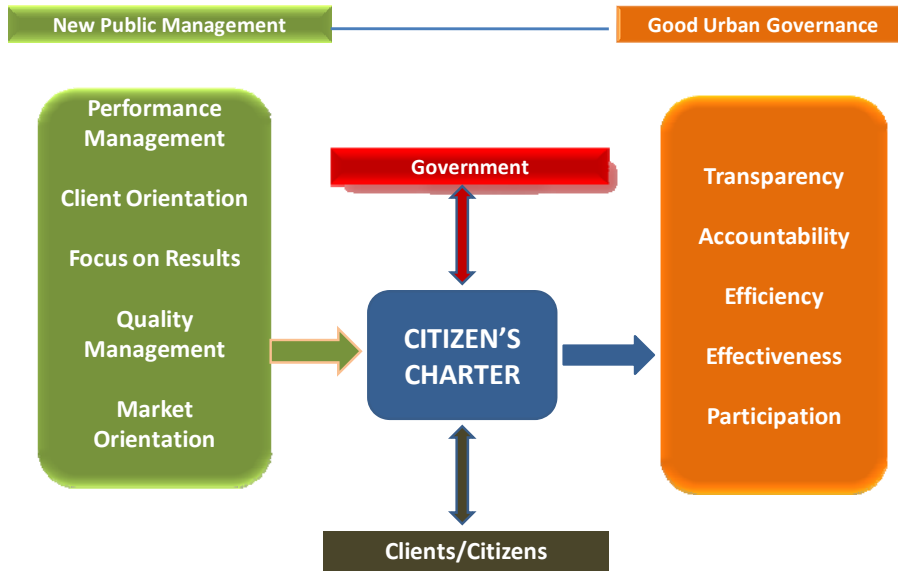 New Public Management
Good Urban Governance
Performance
Management
Client Orientation
Focus on Results
Quality
Management
Market
Orientation
Government
CITIZEN'S
CHARTER
Clients/Citizens
Transparency
Accountability
Efficiency
Effectiveness
Participation